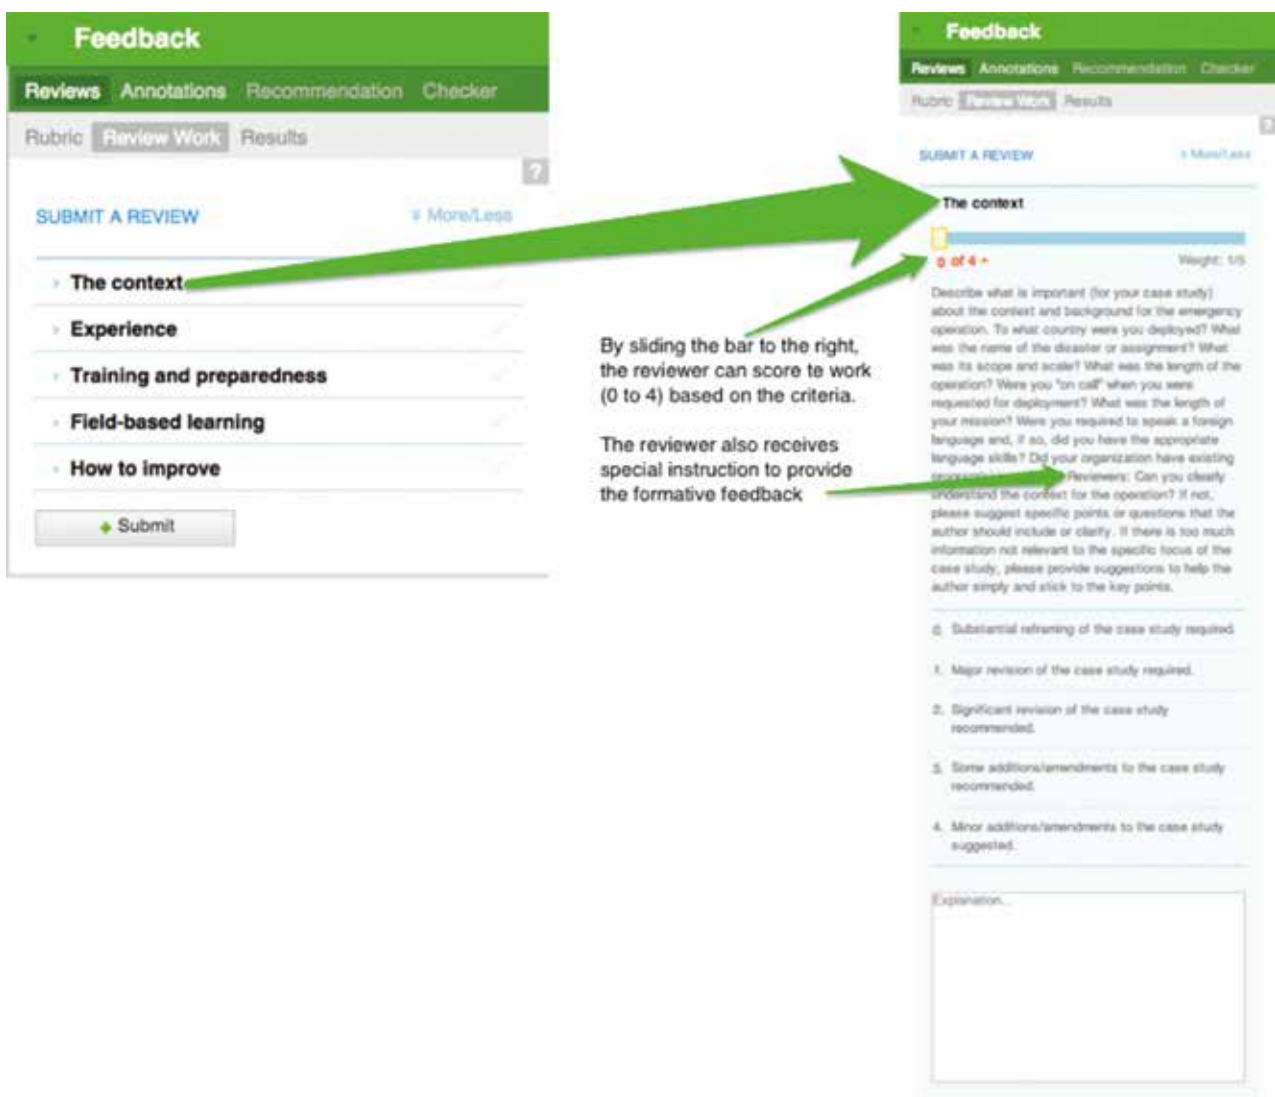 Feedback
Reviews Annotations Recommendation Checker
Rubric Review Work Results
?
SUBMIT A REVIEW
More/Less
The context
Experience
Training and preparedness
Field-based learning
How to improve
Submit
By sliding the bar to the right,
the reviewer can score te work
(0 to 4) based on the criteria.
The reviewer also receives
special instruction to provide
the formative feedback
Feedback
Reviews Annotations Recommendation Checker
Rubric Review Work Results
?
SUBMIT A REVIEW
More/Less
The context
0 of 4
Weight: 1/5
Describe what is important (for your case study)
about the context and background for the emergency
operation. To what country were you deployed? What
was the name of the disaster or assignment? What
was its scope and scale? What was the length of the
operation? Were you "on call" when you were
requested for deployment? What was the length of
your mission? Were you required to speak a foreign
language and, if so, did you have the appropriate
language skills? Did your organization have existing
Reviewers: Can you clearly
understand the context for the operation? If not,
please suggest specific points or questions that the
author should include or clarify. If there is too much
information not relevant to the specific focus of the
case study, please provide suggestions to help the
author simply and stick to the key points.
0. Substantial reframing of the case study required.
1. Major revision of the case study required.
2. Significant revision of the case study
recommended.
3. Some additions/amendments to the case study
recommended.
4. Minor additions/amendments to the case study
suggested.
Explanation...